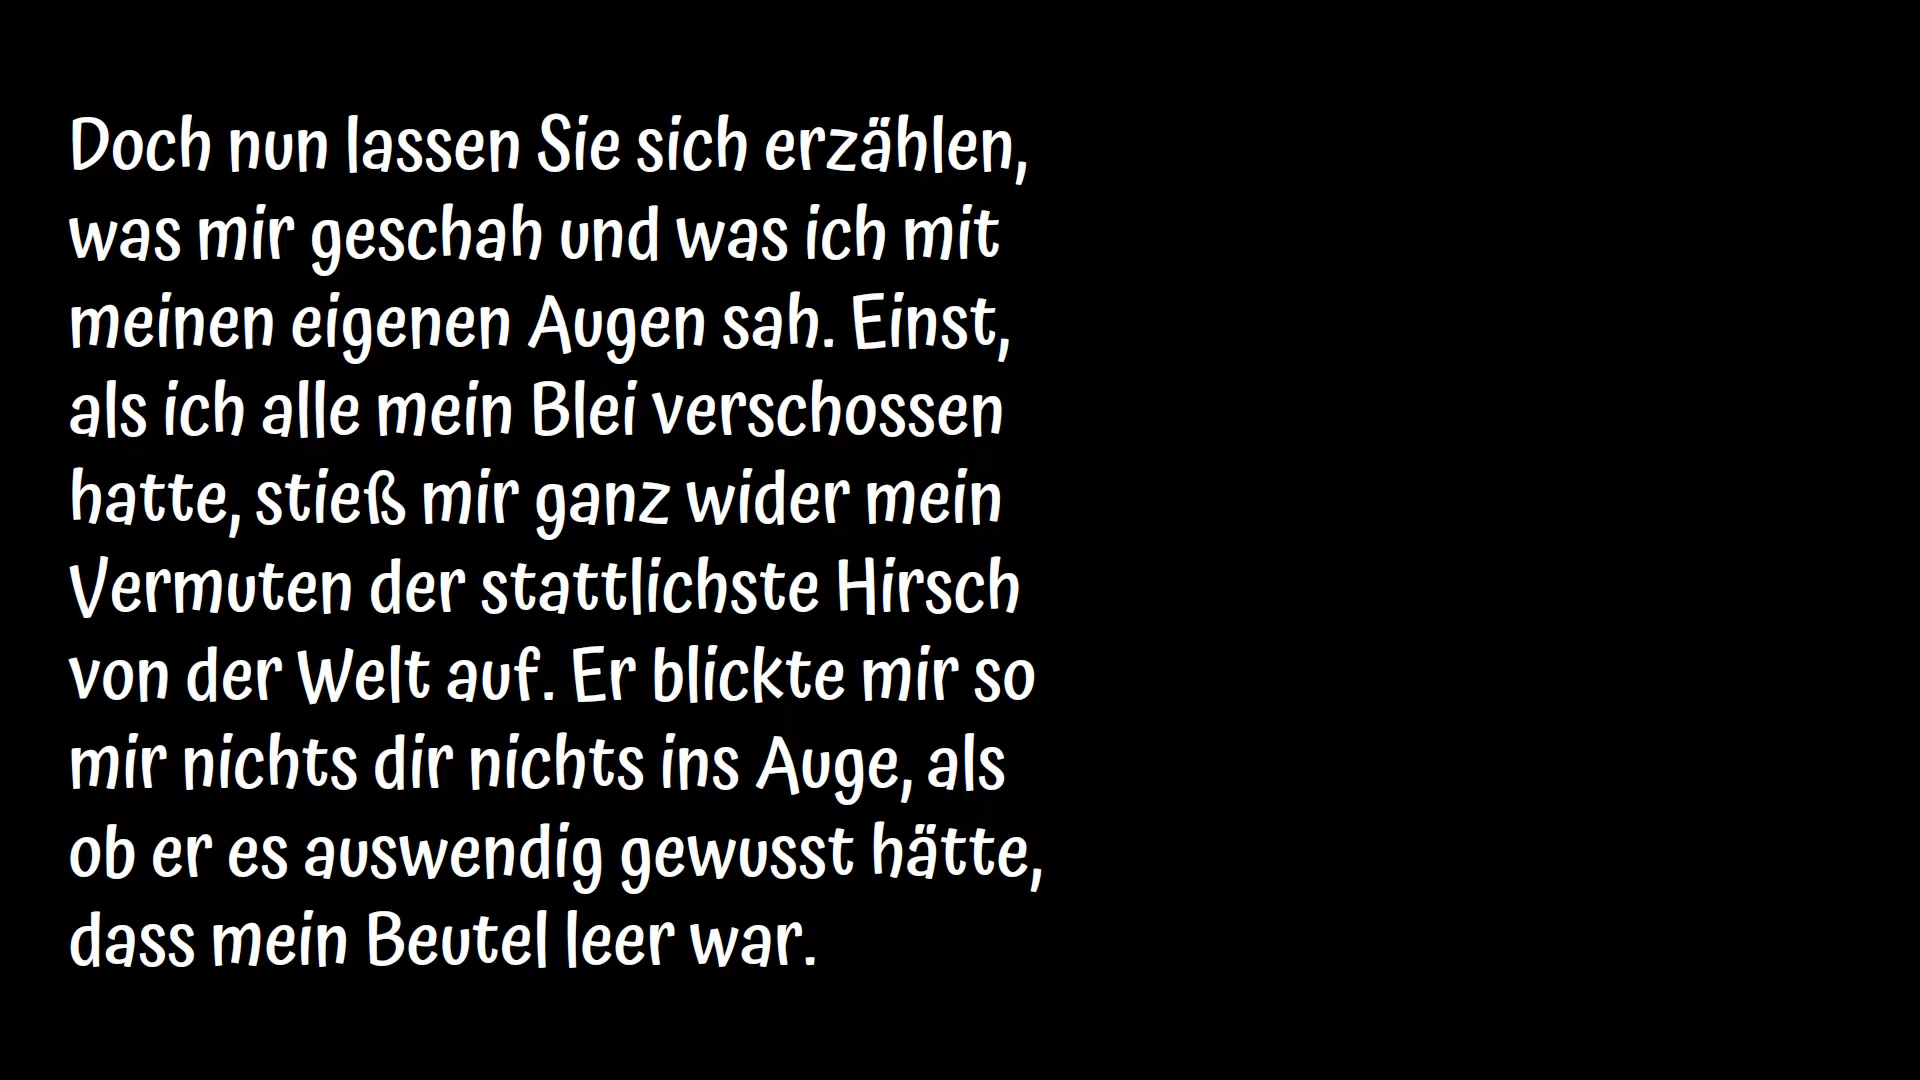 Doch nun lassen Sie sich erzählen,
was mir geschah und was ich mit
meinen eigenen Augen sah. Einst,
als ich alle mein Blei verschossen
hatte, stieß mir ganz wider mein
Vermuten der stattlichste Hirsch
von der Welt auf. Er blickte mir so
mir nichts dir nichts ins Auge, als
ob er es auswendig gewusst hätte,
dass mein Beutel leer war.